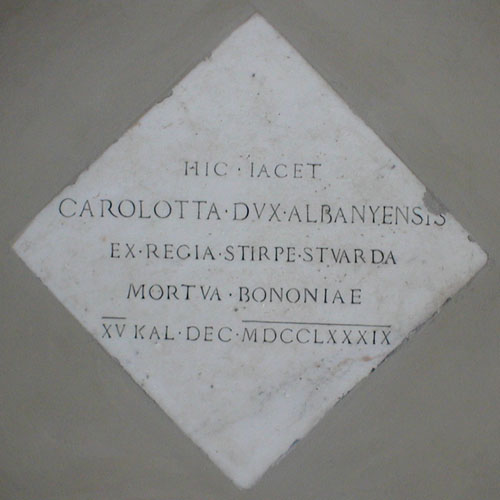 HIC · IACET
CAROLOTTA · DVX · ALBANYENSIS
EX · REGIA · STIRPE · STVARDA
MORTVA · BONONIAE
XV KAL · DEC · MDCCLXXXIX